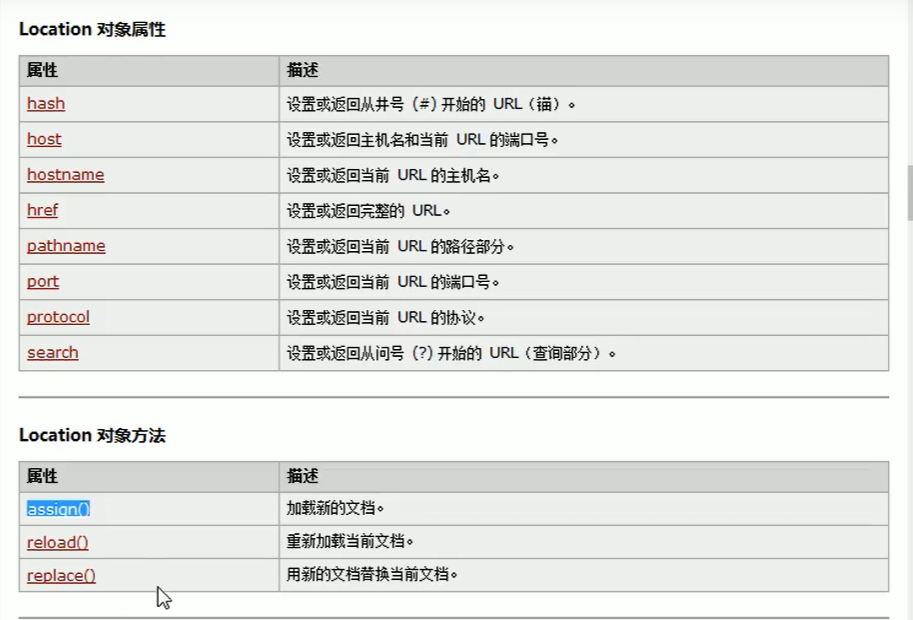 Location 对象属性
属性 描述
hash 设置或返回从井号 (#) 开始的 URL（锚）。
host 设置或返回主机名和当前 URL 的端口号。
hostname 设置或返回当前 URL 的主机名。
href 设置或返回完整的 URL。
pathname 设置或返回当前 URL 的路径部分。
port 设置或返回当前 URL 的端口号。
protocol 设置或返回当前 URL 的协议。
search 设置或返回从问号 (?) 开始的 URL（查询部分）。
Location 对象方法
属性 描述
assign() 加载新的文档。
reload() 重新加载当前文档。
replace() 用新的文档替换当前文档。